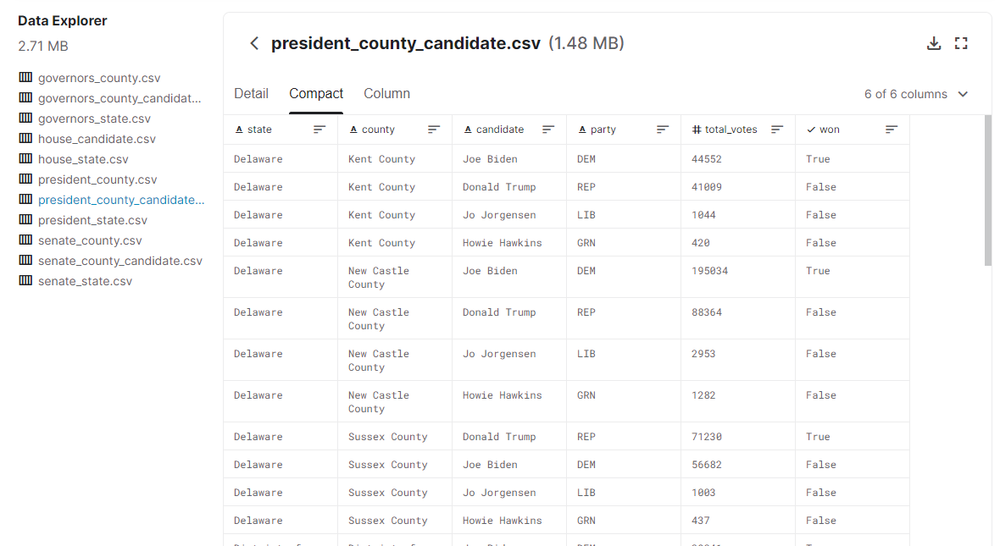 Data Explorer
2.71 MB
governors_county.csv
governors_county_candidat...
governors_state.csv
house_candidate.csv
house_state.csv
president_county.csv
president_county_candidate...
president_state.csv
senate_county.csv
senate_county_candidate.csv
senate_state.csv
president_county_candidate.csv (1.48 MB)
Detail Compact Column 6 of 6 columns
state county candidate party # total_votes won
Delaware Kent County Joe Biden DEM 44552 True
Delaware Kent County Donald Trump REP 41009 False
Delaware Kent County Jo Jorgensen LIB 1044 False
Delaware Kent County Howie Hawkins GRN 420 False
Delaware New Castle Joe Biden DEM 195034 True
County
Delaware New Castle Donald Trump REP 88364 False
County
Delaware New Castle Jo Jorgensen LIB 2953 False
County
Delaware New Castle Howie Hawkins GRN 1282 False
County
Delaware Sussex County Donald Trump REP 71230 True
Delaware Sussex County Joe Biden DEM 56682 False
Delaware Sussex County Jo Jorgensen LIB 1003 False
Delaware Sussex County Howie Hawkins GRN 437 False